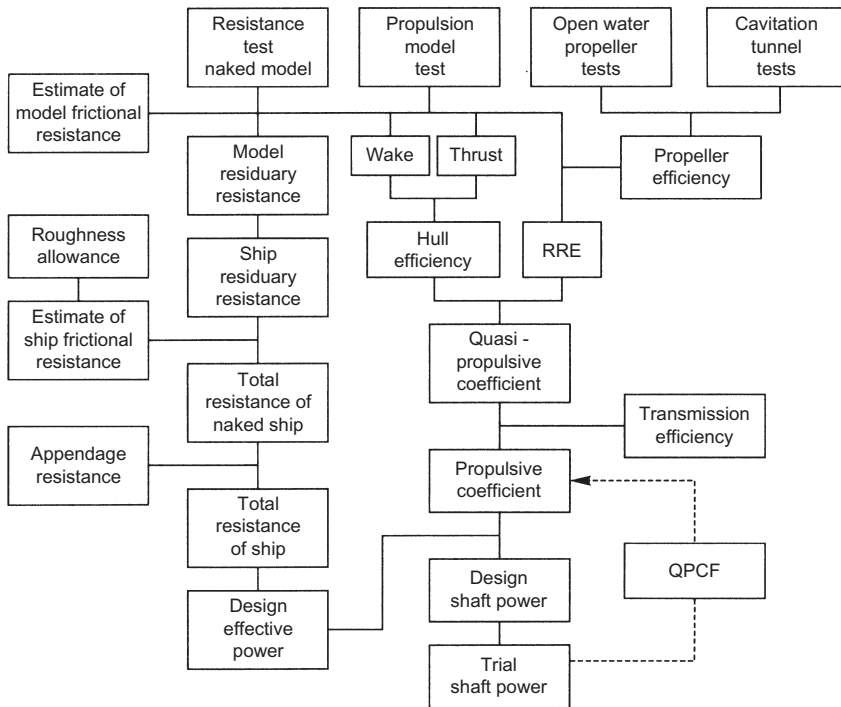 Resistance
test
naked model
Propulsion
model
test
Open water
propeller
tests
Cavitation
tunnel
tests
Estimate of
model frictional
resistance
Model
residuary
resistance
Wake
Thrust
Propeller
efficiency
Roughness
allowance
Ship
residuary
resistance
Hull
efficiency
RRE
Estimate of
ship frictional
resistance
Quasi -
propulsive
coefficient
Total
resistance of
naked ship
Transmission
efficiency
Appendage
resistance
Propulsive
coefficient
Total
resistance
of ship
QPCF
Design
effective
power
Design
shaft power
Trial
shaft power